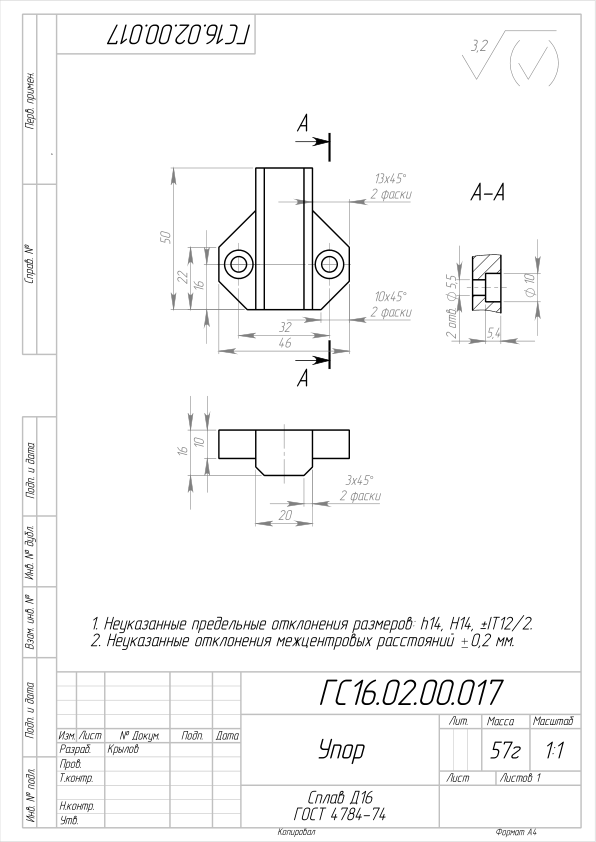 ГС16.02.00.017
3,2
Перв. примен.
Справ. №
Подп. и дата
Инв. № дубл.
Взам. инв. №
Подп. и дата
Инв. № подл.
А
13х45°
2 фаски
50
22
16
10х45°
2 фаски
32
46
А
А-А
2 отв. Ф 5,5
Ф 10
5,4
16
10
3х45°
2 фаски
20
1. Неуказанные предельные отклонения размеров: h14, H14, ±IT12/2.
2. Неуказанные отклонения межцентровых расстояний ±0,2 мм.
ГС16.02.00.017
Изм. Лист № Докум. Подп. Дата
Разраб. Крылов
Пров.
Т.контр.
Н.контр.
Утв.
Упор
Лит. Масса Масштаб
57г 1:1
Лист Листов 1
Сплав Д16
ГОСТ 4784-74
Копировал Формат А4